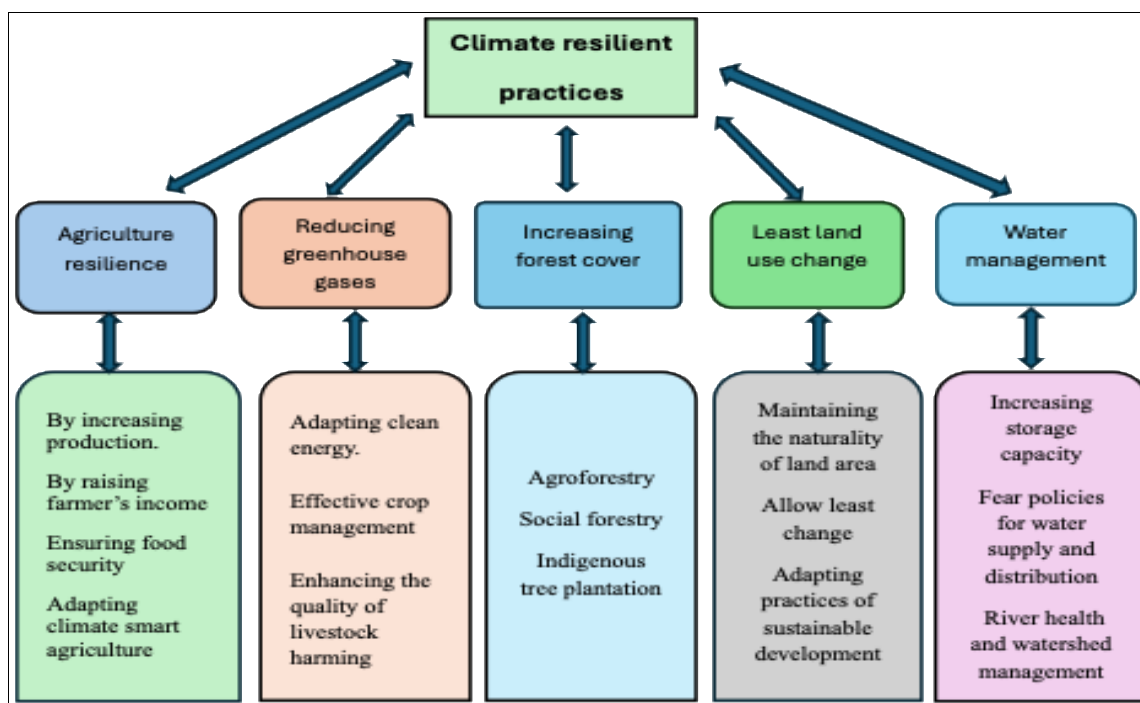 Climate resilient
practices
Agriculture
resilience
Reducing
greenhouse
gases
Increasing
forest cover
Least land
use change
Water
management
By increasing
production.
By raising
farmer's income
Ensuring food
security
Adapting
climate smart
agriculture
Adapting clean
energy.
Effective crop
management
Enhancing the
quality of
livestock
harming
Agroforestry
Social forestry
Indigenous
tree plantation
Maintaining
the naturality
of land area
Allow least
change
Adapting
practices of
sustainable
development
Increasing
storage
capacity
Fear policies
for water
supply and
distribution
River health
and watershed
management